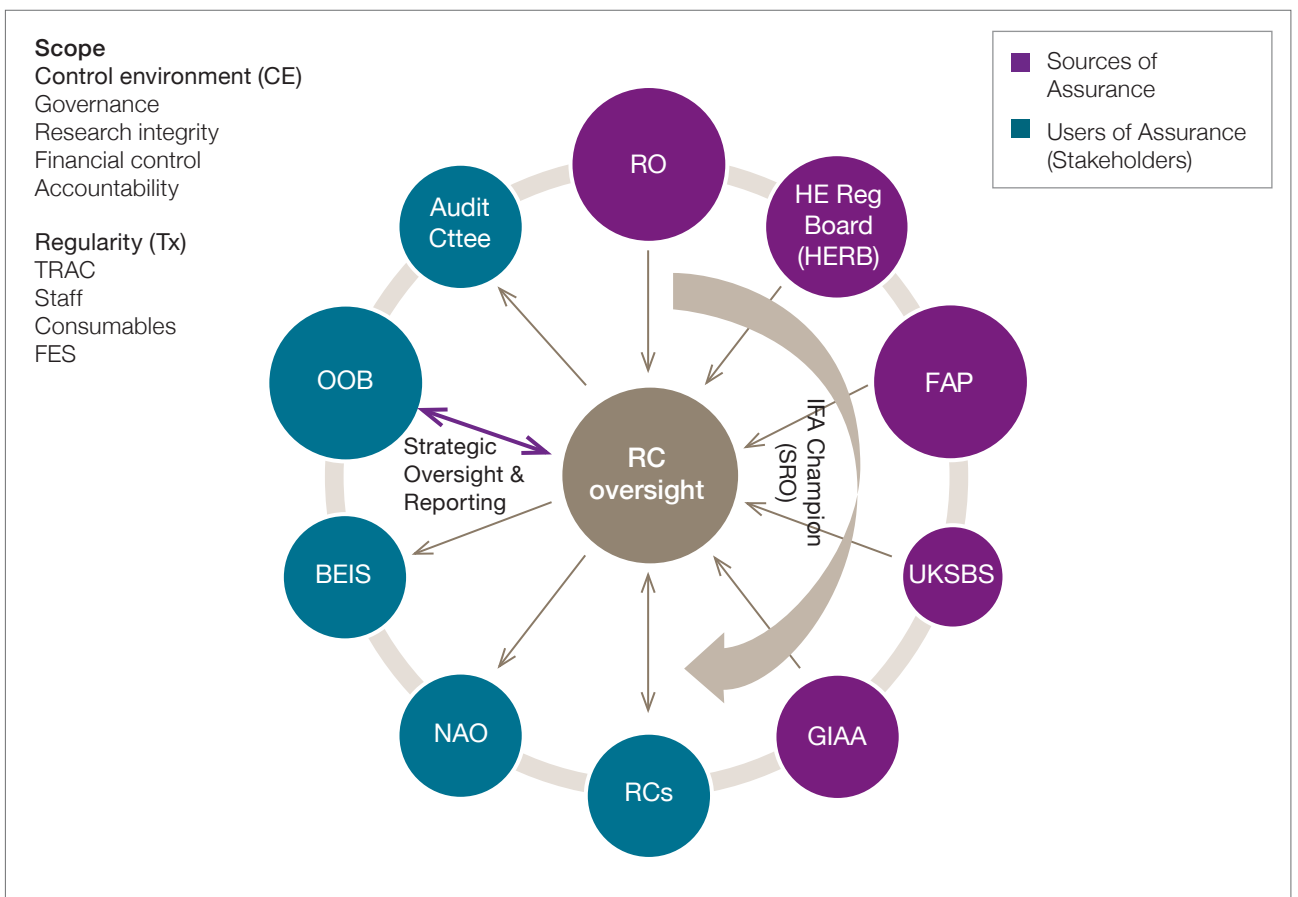 Scope
Control environment (CE)
Governance
Research integrity
Financial control
Accountability
Regularity (Tx)
TRAC
Staff
Consumables
FES
Sources of
Assurance
Users of Assurance
(Stakeholders)
RO
HE Reg
Board
(HERB)
FAP
UKSBS
GIAA
RCs
NAO
BEIS
OOB
Audit
Cttee
Strategic
Oversight &
Reporting
RC
oversight
IFA Champion
(SRO)